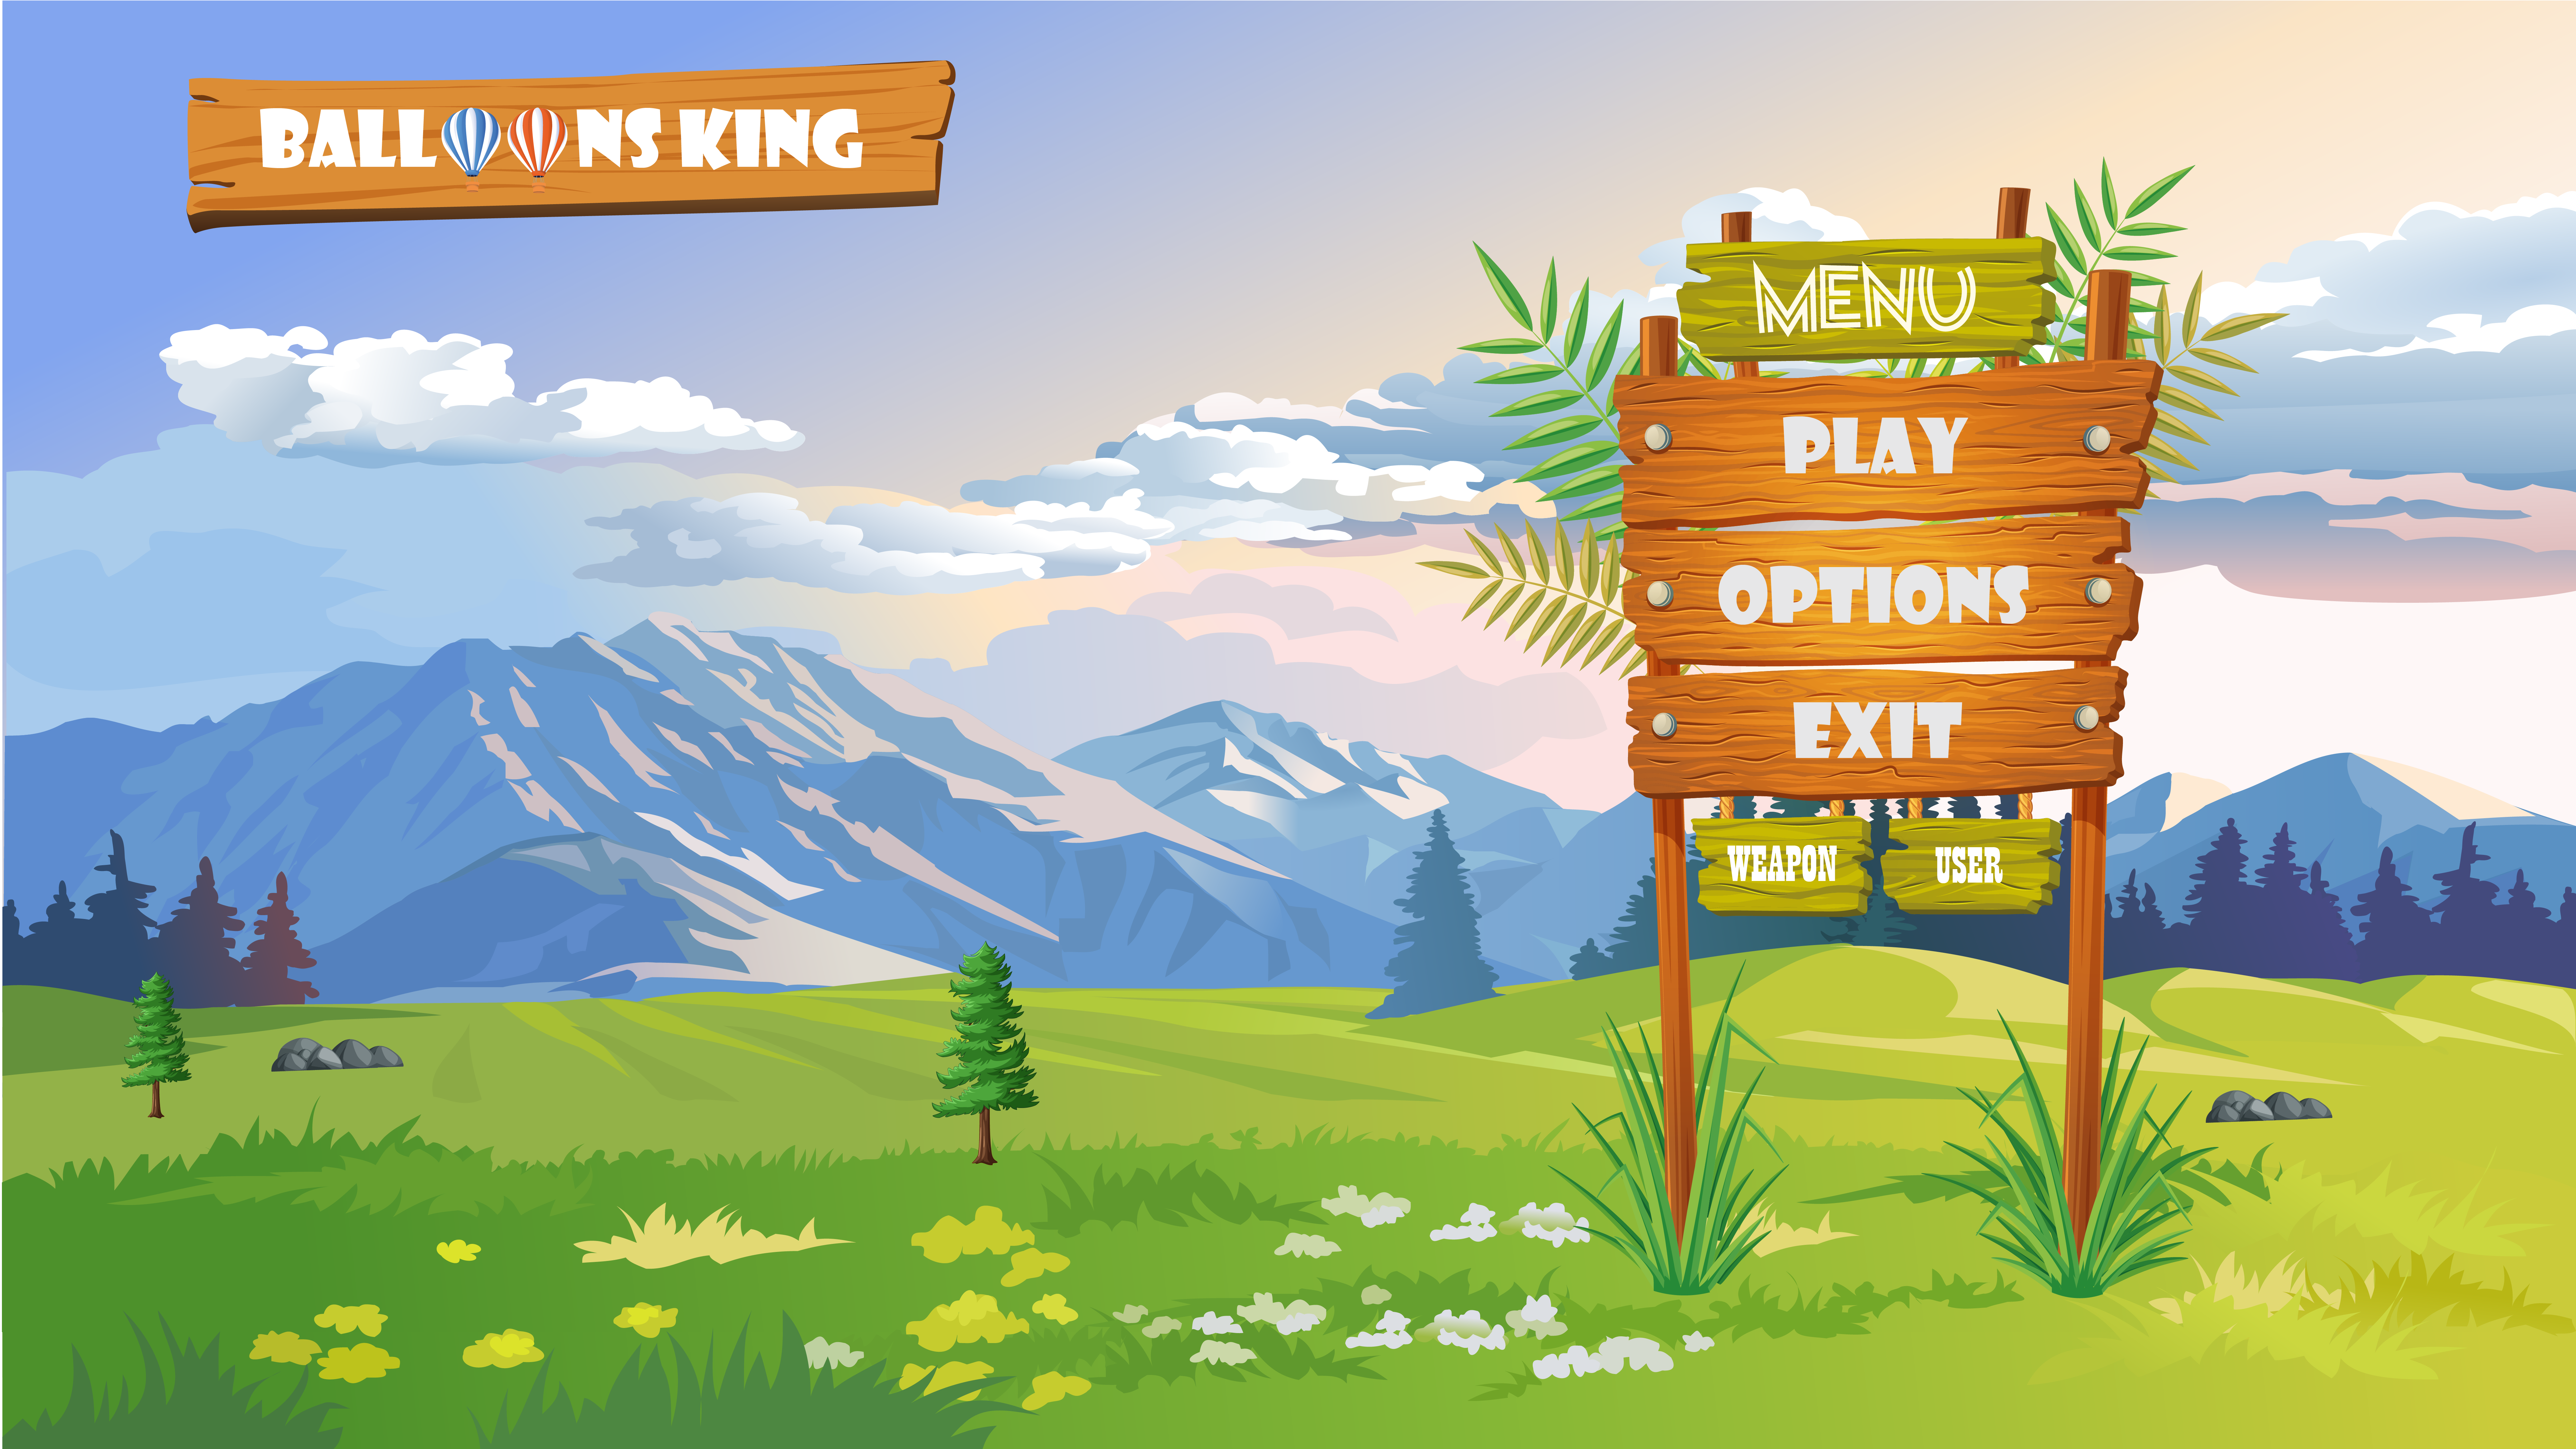 BALLOONS KING
MENU
PLAY
OPTIONS
EXIT
WEAPON
USER